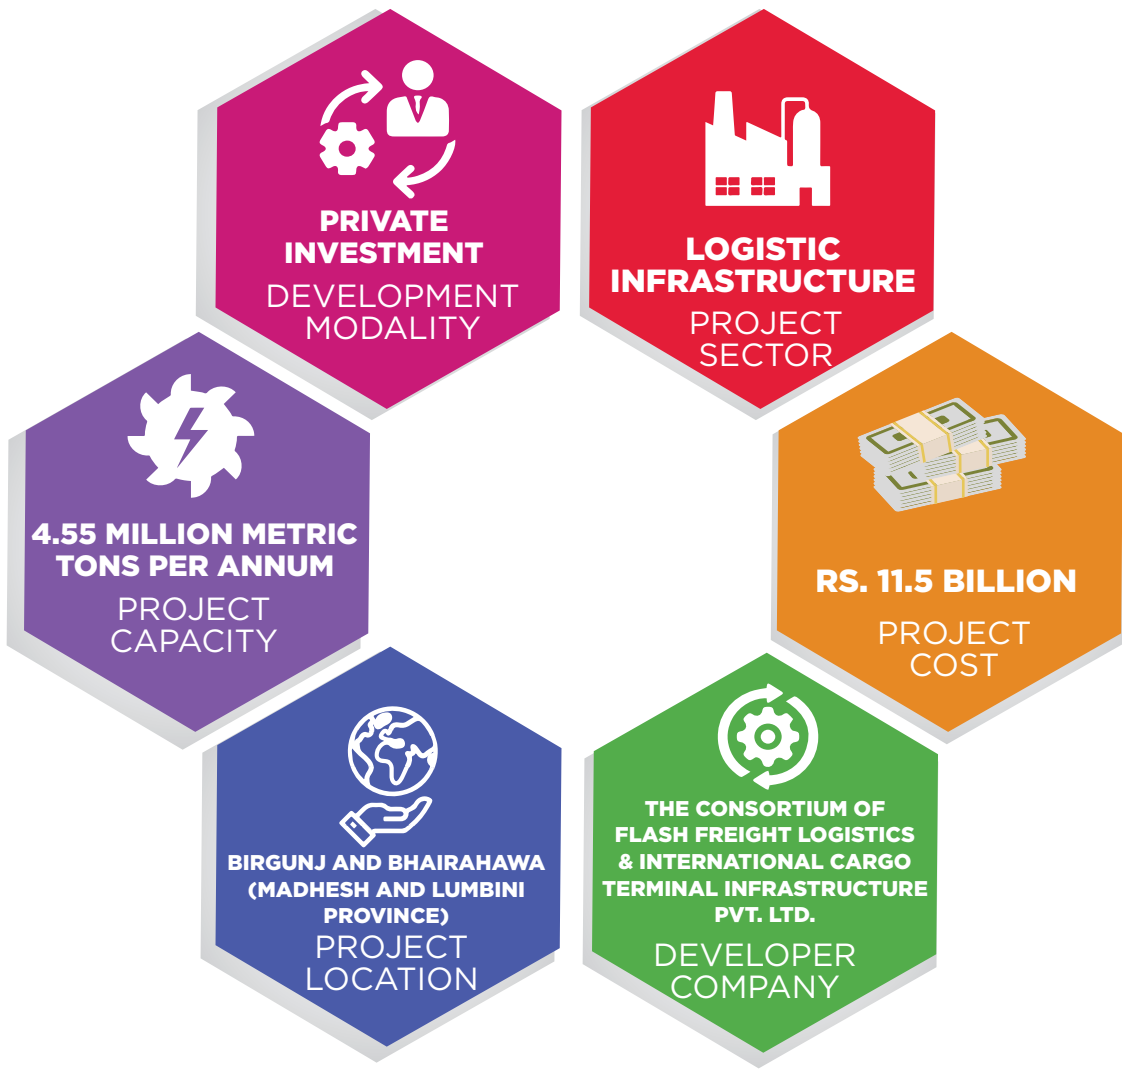 PRIVATE
INVESTMENT
DEVELOPMENT
MODALITY
LOGISTIC
INFRASTRUCTURE
PROJECT
SECTOR
4.55 MILLION METRIC
TONS PER ANNUM
PROJECT
CAPACITY
RS. 11.5 BILLION
PROJECT
COST
BIRGUNJ AND BHAIRAHAWA
(MADHESH AND LUMBINI
PROVINCE)
PROJECT
LOCATION
THE CONSORTIUM OF
FLASH FREIGHT LOGISTICS
& INTERNATIONAL CARGO
TERMINAL INFRASTRUCTURE
PVT. LTD.
DEVELOPER
COMPANY